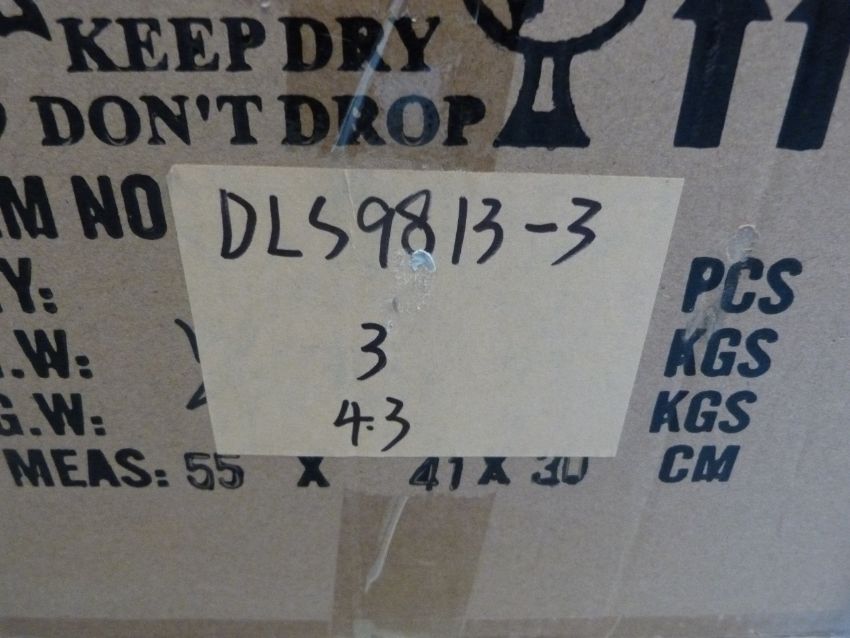 KEEP DRY
DON'T DROP
M NO
DLS9813-3
Y: PCS
.W: 3 KGS
G.W: 4.3 KGS
MEAS: 55 X 41 X 30 CM